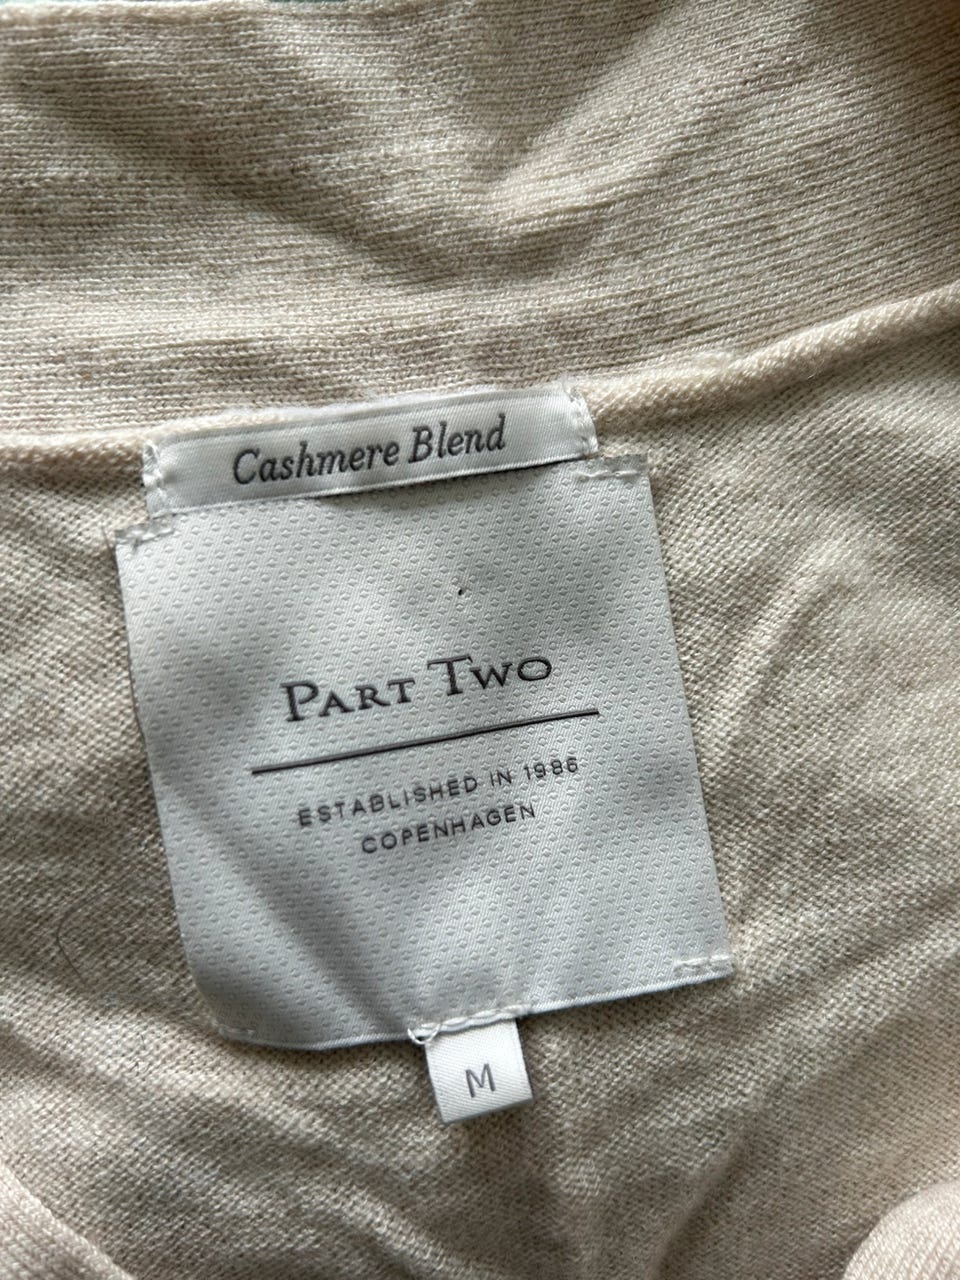 Cashmere Blend
PART TWO
ESTABLISHED IN 1986
COPENHAGEN
M